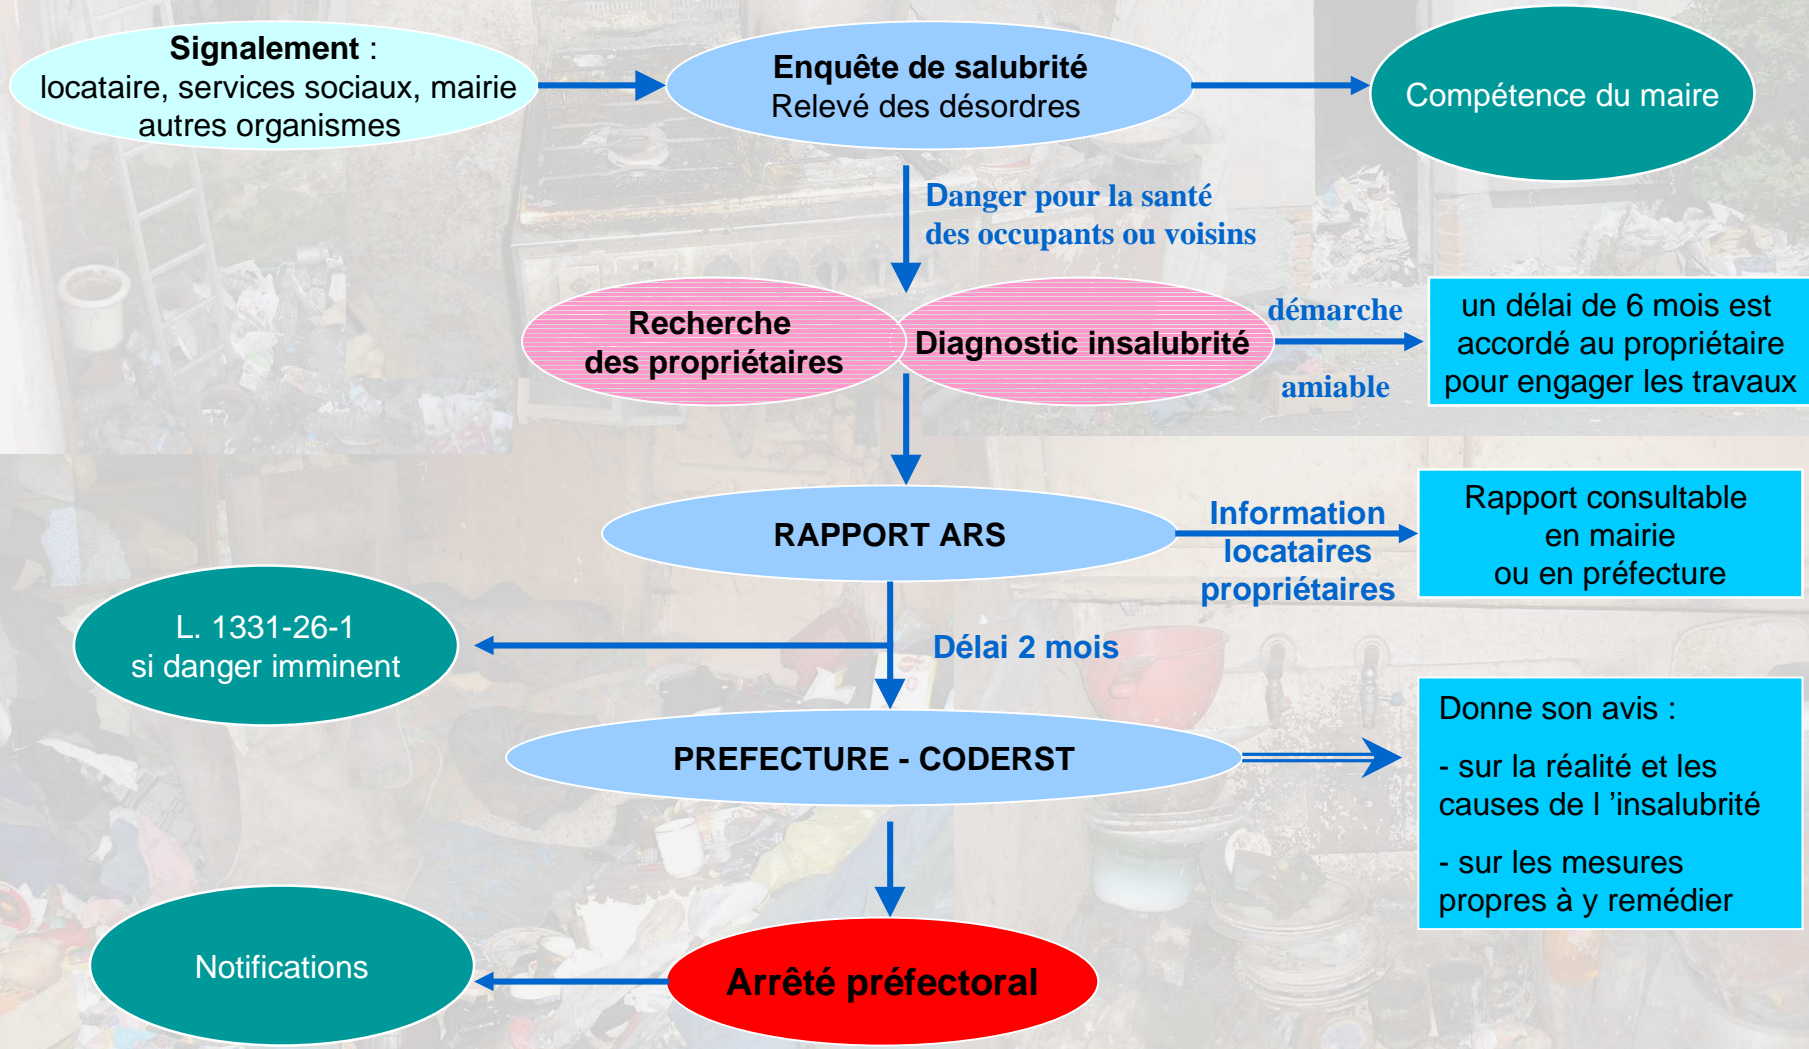 Signalement :
locataire, services sociaux, mairie
autres organismes
Enquête de salubrité
Relevé des désordres
Compétence du maire
Danger pour la santé
des occupants ou voisins
Recherche
des propriétaires
Diagnostic insalubrité
démarche
amiable
un délai de 6 mois est
accordé au propriétaire
pour engager les travaux
RAPPORT ARS
Information
locataires
propriétaires
Rapport consultable
en mairie
ou en préfecture
L. 1331-26-1
si danger imminent
Délai 2 mois
PREFECTURE - CODERST
Donne son avis :
- sur la réalité et les
causes de l ’insalubrité
- sur les mesures
propres à y remédier
Arrêté préfectoral
Notifications